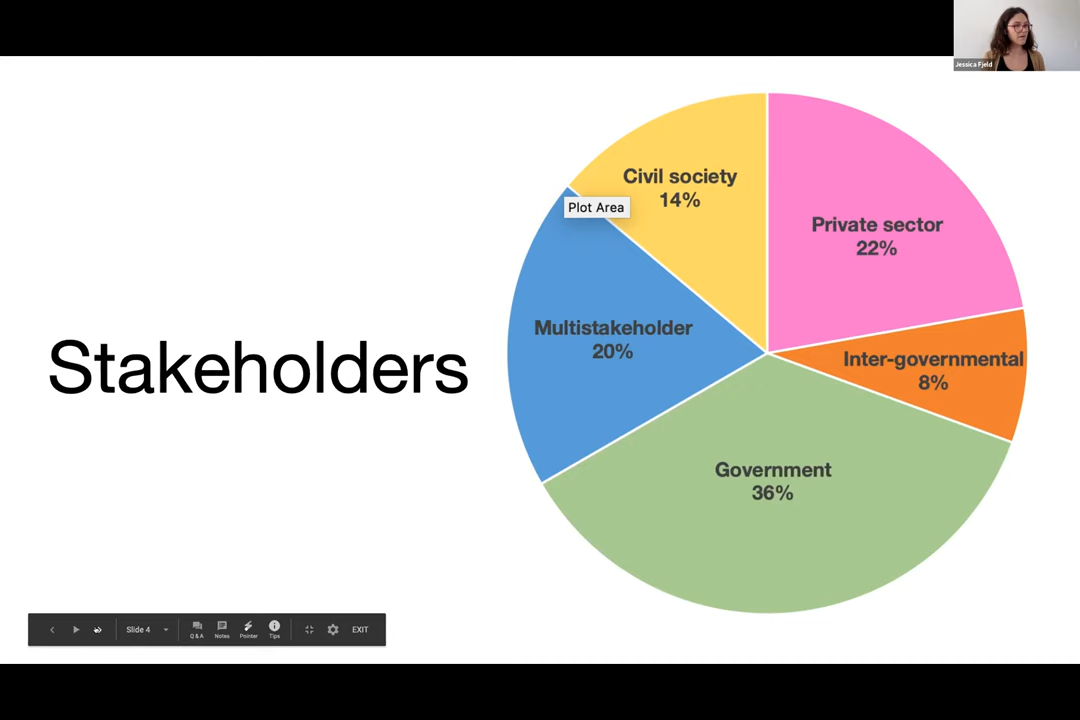 Jessica Fjeld
Stakeholders
Civil society
14%
Plot Area
Private sector
22%
Multistakeholder
20%
Inter-governmental
8%
Government
36%
Slide 4
Q & A
Notes
Pointer
Tips
EXIT